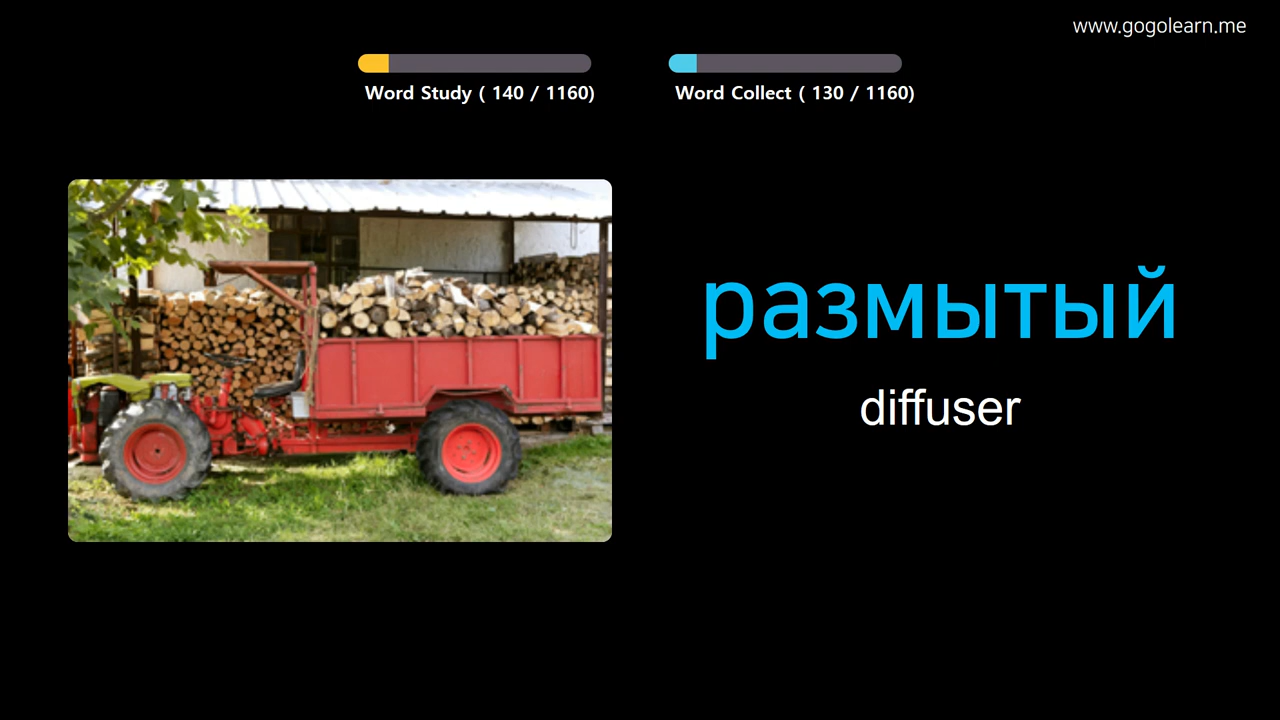 www.gogolearn.me
Word Study ( 140 / 1160)
Word Collect ( 130 / 1160)
размытый
diffuser